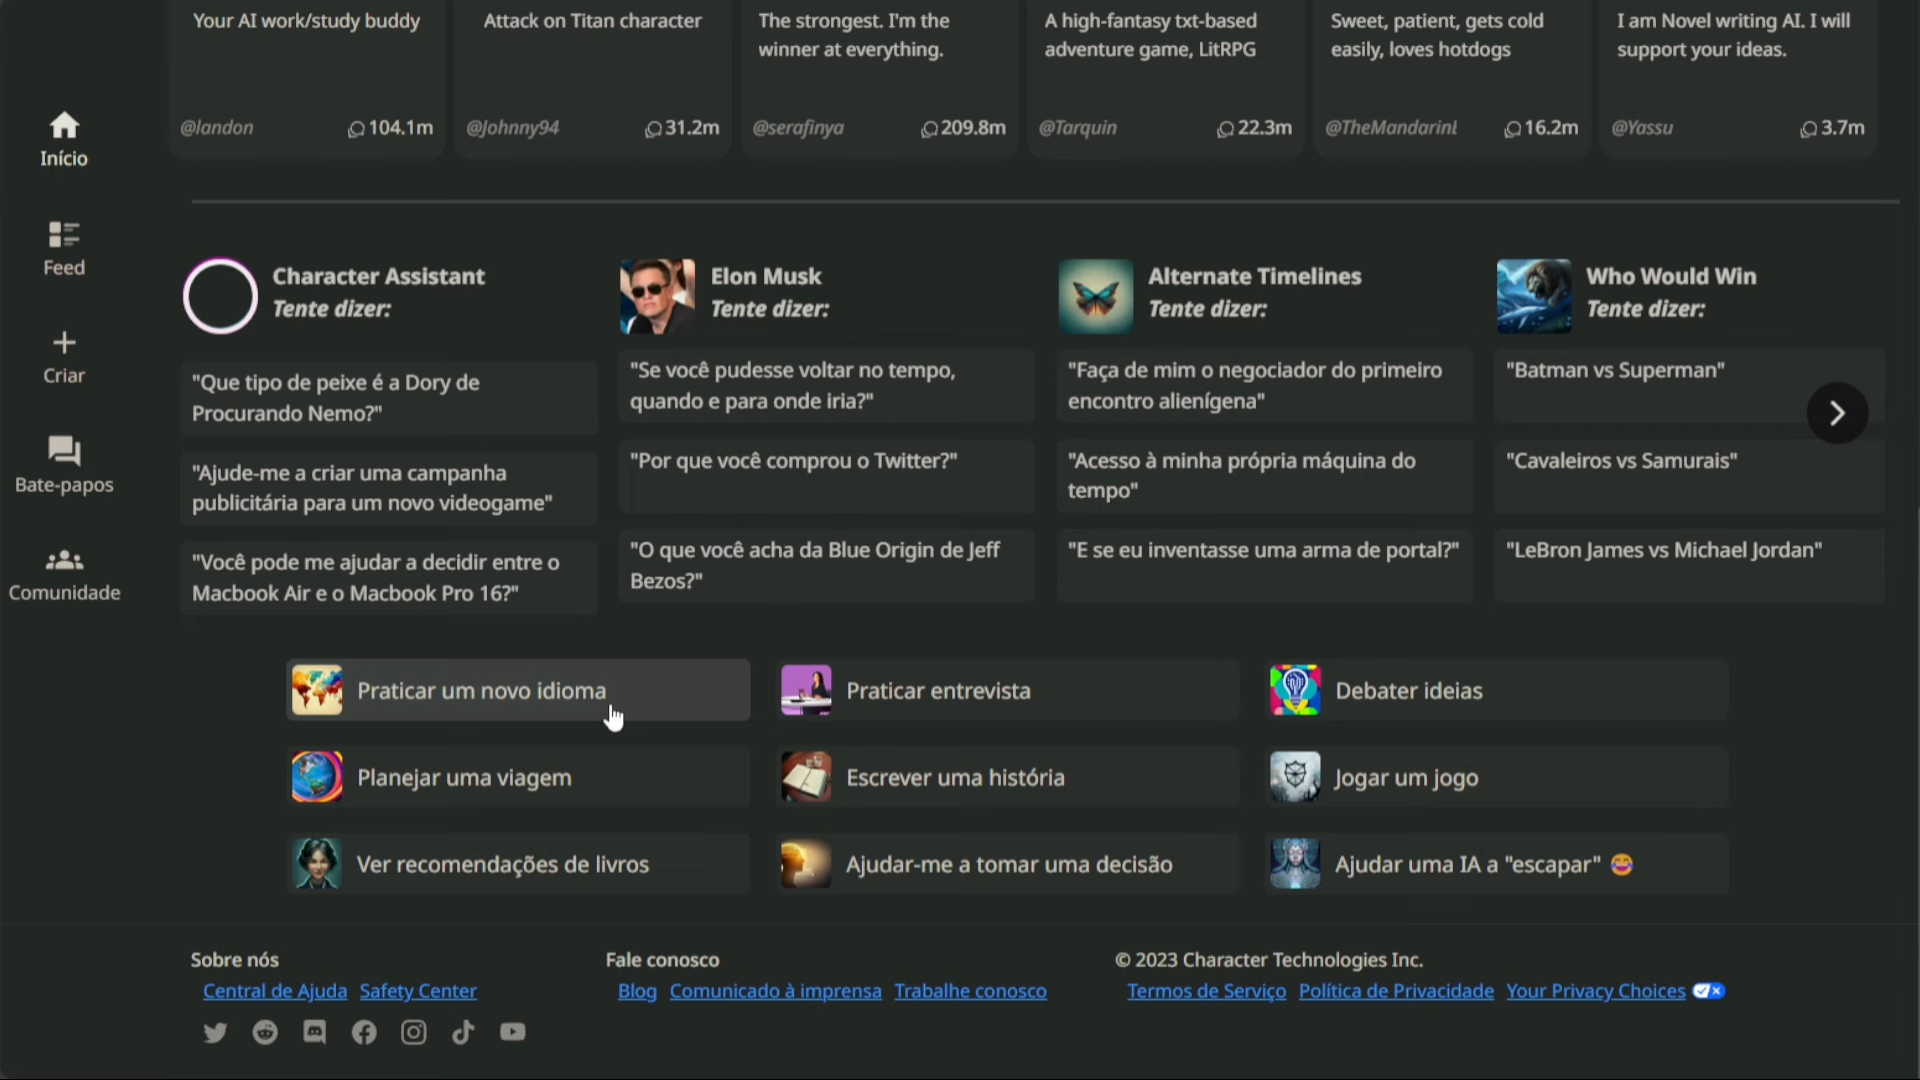 Your AI work/study buddy
Attack on Titan character
The strongest. I'm the
winner at everything.
A high-fantasy txt-based
adventure game, LitRPG
Sweet, patient, gets cold
easily, loves hotdogs
I am Novel writing AI. I will
support your ideas.
@landon 104.1m
@Johnny94 31.2m
@serafinya 209.8m
@Tarquin 22.3m
@TheMandarinL 16.2m
@Yassu 3.7m
Início
Feed
Criar
Bate-papos
Comunidade
Character Assistant
Tente dizer:
"Que tipo de peixe é a Dory de
Procurando Nemo?"
"Ajude-me a criar uma campanha
publicitária para um novo videogame"
"Você pode me ajudar a decidir entre o
Macbook Air e o Macbook Pro 16?"
Elon Musk
Tente dizer:
"Se você pudesse voltar no tempo,
quando e para onde iria?"
"Por que você comprou o Twitter?"
"O que você acha da Blue Origin de Jeff
Bezos?"
Alternate Timelines
Tente dizer:
"Faça de mim o negociador do primeiro
encontro alienígena"
"Acesso à minha própria máquina do
tempo"
"E se eu inventasse uma arma de portal?"
Who Would Win
Tente dizer:
"Batman vs Superman"
"Cavaleiros vs Samurais"
"LeBron James vs Michael Jordan"
Praticar um novo idioma
Praticar entrevista
Debater ideias
Planejar uma viagem
Escrever uma história
Jogar um jogo
Ver recomendações de livros
Ajudar-me a tomar uma decisão
Ajudar uma IA a "escapar" 😂
Sobre nós
Central de Ajuda Safety Center
Fale conosco
Blog Comunicado à imprensa Trabalhe conosco
© 2023 Character Technologies Inc.
Termos de Serviço Política de Privacidade Your Privacy Choices